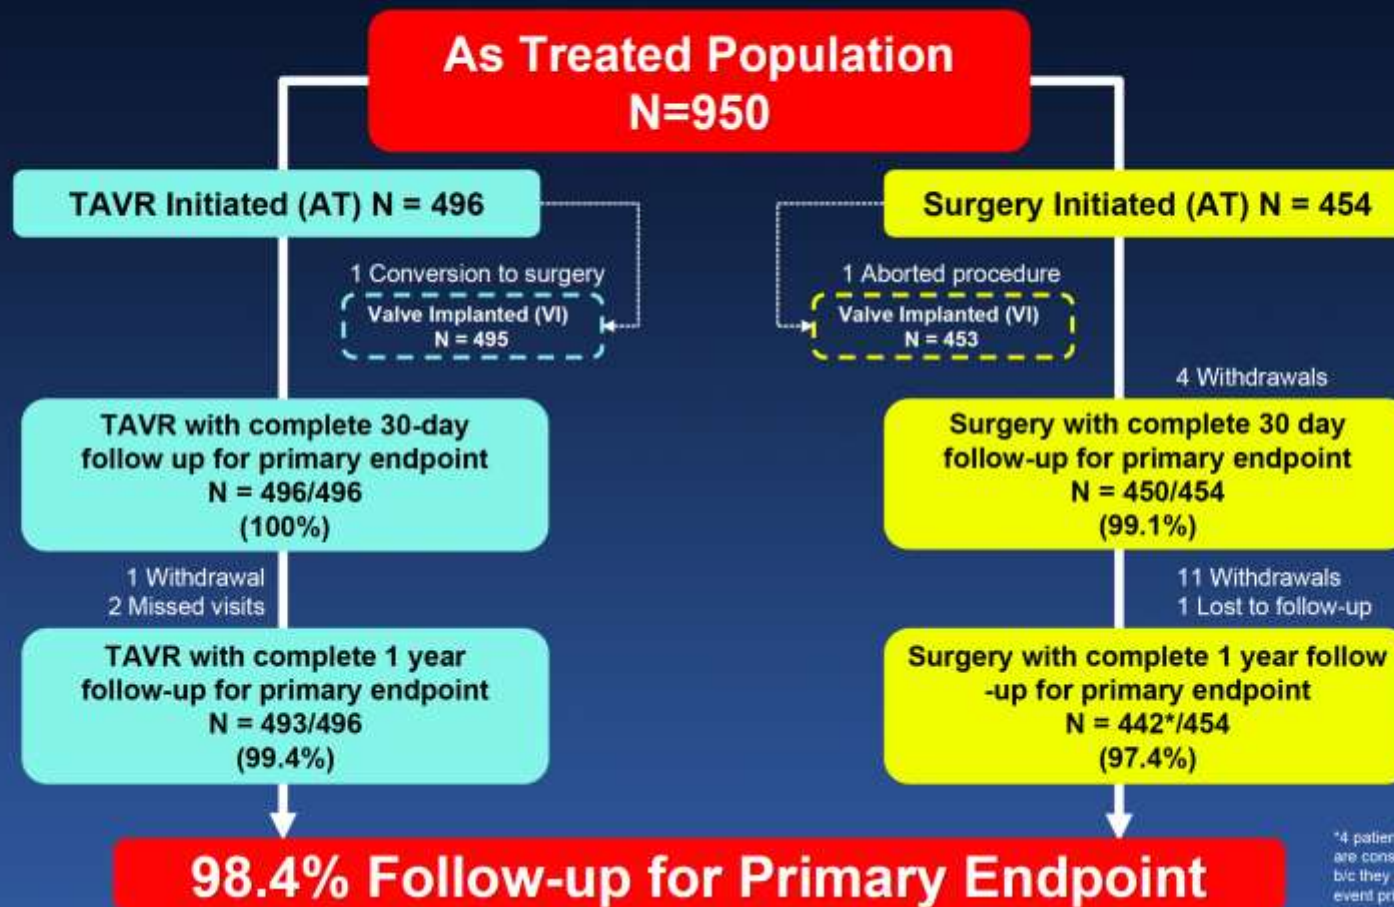 As Treated Population
N=950
TAVR Initiated (AT) N = 496
Surgery Initiated (AT) N = 454
1 Conversion to surgery
Valve Implanted (VI)
N = 495
1 Aborted procedure
Valve Implanted (VI)
N = 453
4 Withdrawals
TAVR with complete 30-day
follow up for primary endpoint
N = 496/496
(100%)
Surgery with complete 30 day
follow-up for primary endpoint
N = 450/454
(99.1%)
1 Withdrawal
2 Missed visits
11 Withdrawals
1 Lost to follow-up
TAVR with complete 1 year
follow-up for primary endpoint
N = 493/496
(99.4%)
Surgery with complete 1 year follow
-up for primary endpoint
N = 442*/454
(97.4%)
98.4% Follow-up for Primary Endpoint
*4 patien
are cons
b/c they
event pr